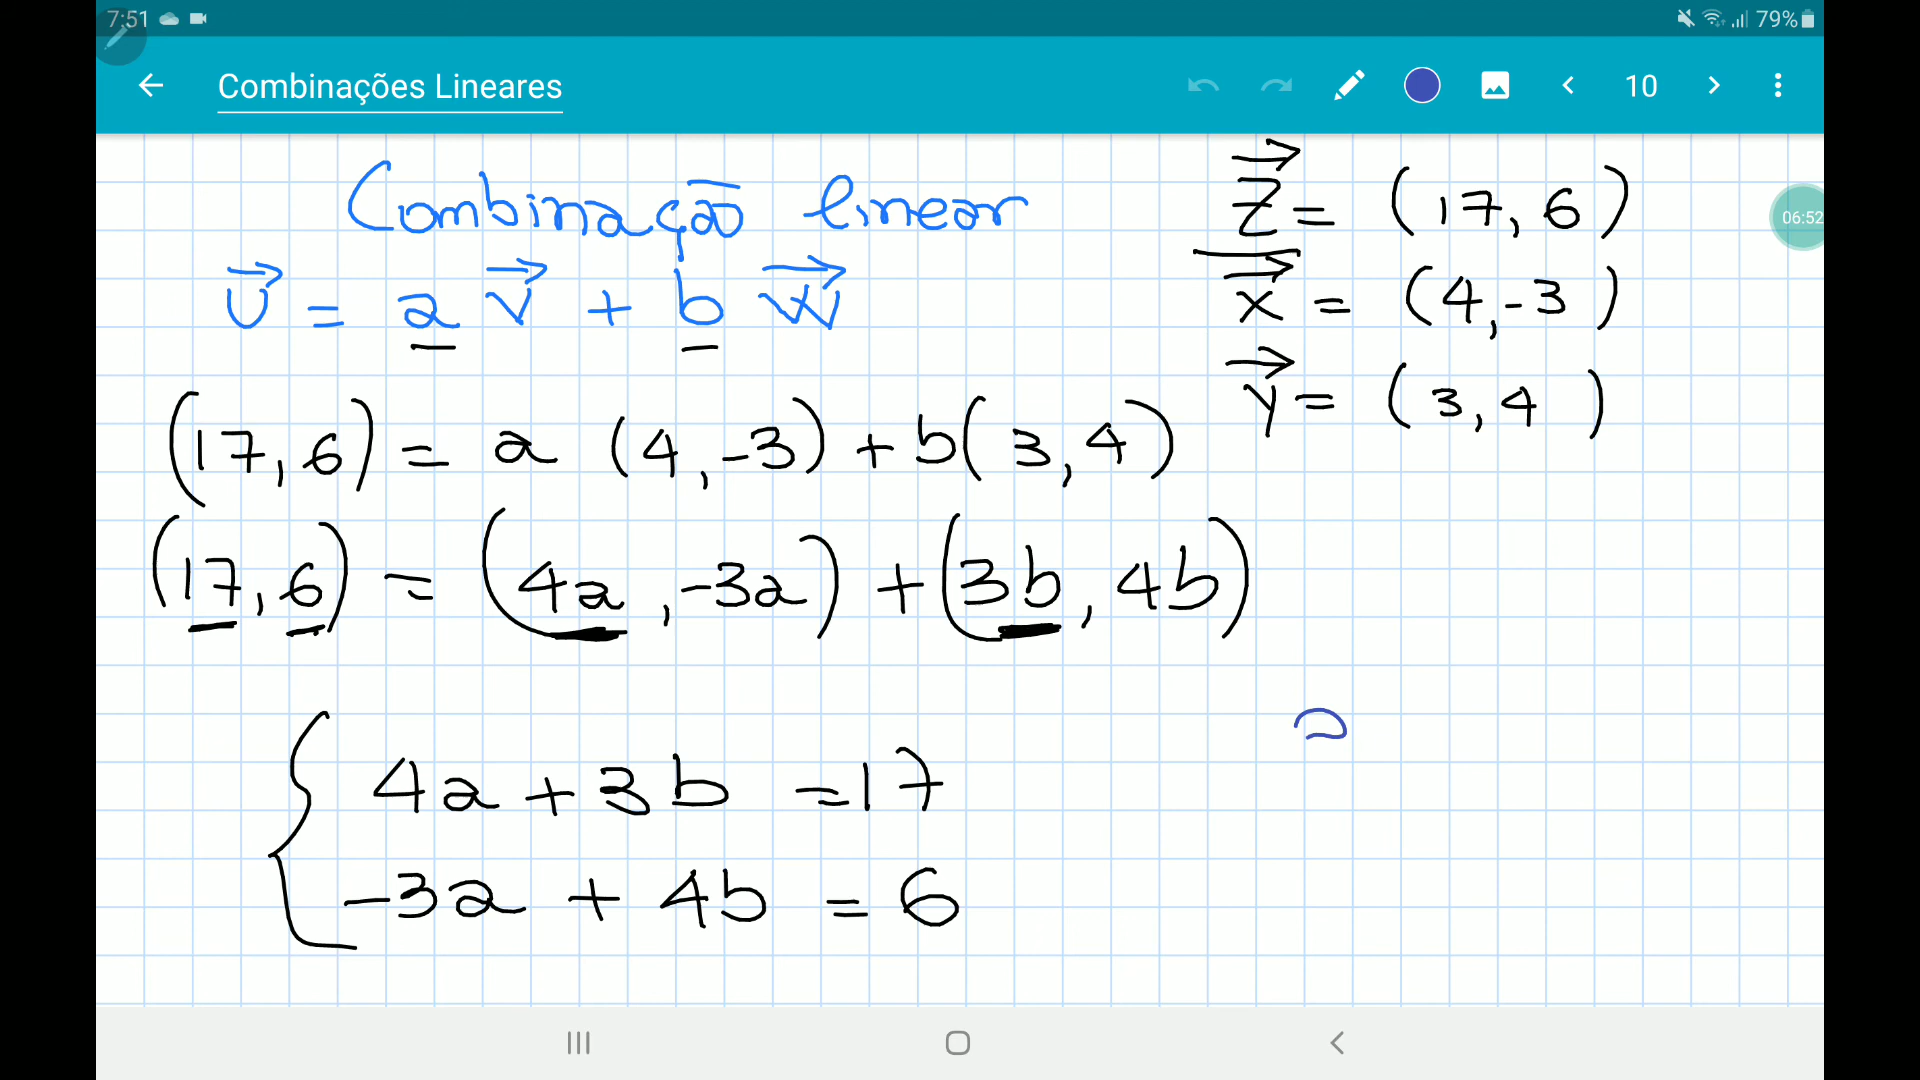 7:51 79%
Combinações Lineares 10
06:52
Combinação linear
u⃗ = a v⃗ + b w⃗
z⃗ = (17, 6)
x⃗ = (4, -3)
y⃗ = (3, 4)
(17, 6) = a (4, -3) + b(3, 4)
(17, 6) = (4a, -3a) + (3b, 4b)
4a + 3b = 17
-3a + 4b = 6